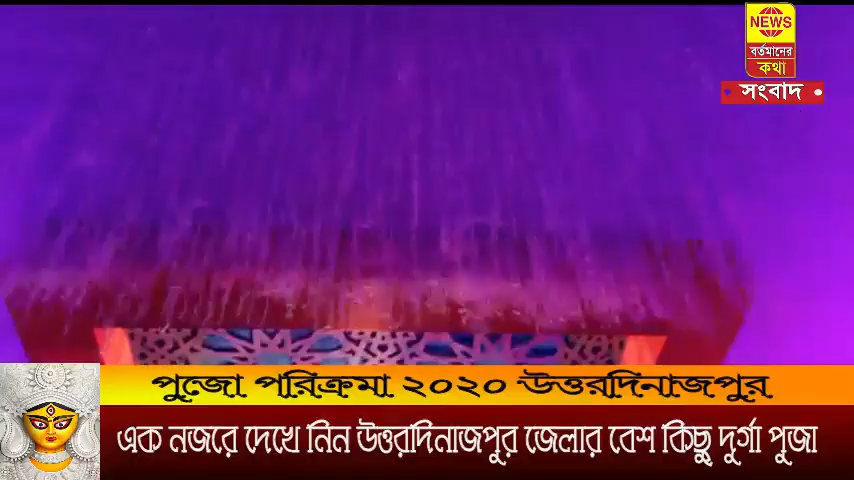 NEWS
বর্তমানের
কথা
সংবাদ
পুজো পরিক্রমা ২০২০ উত্তরদিনাজপুর
এক নজরে দেখে নিন উত্তরদিনাজপুর জেলার বেশ কিছু দুর্গা পুজা